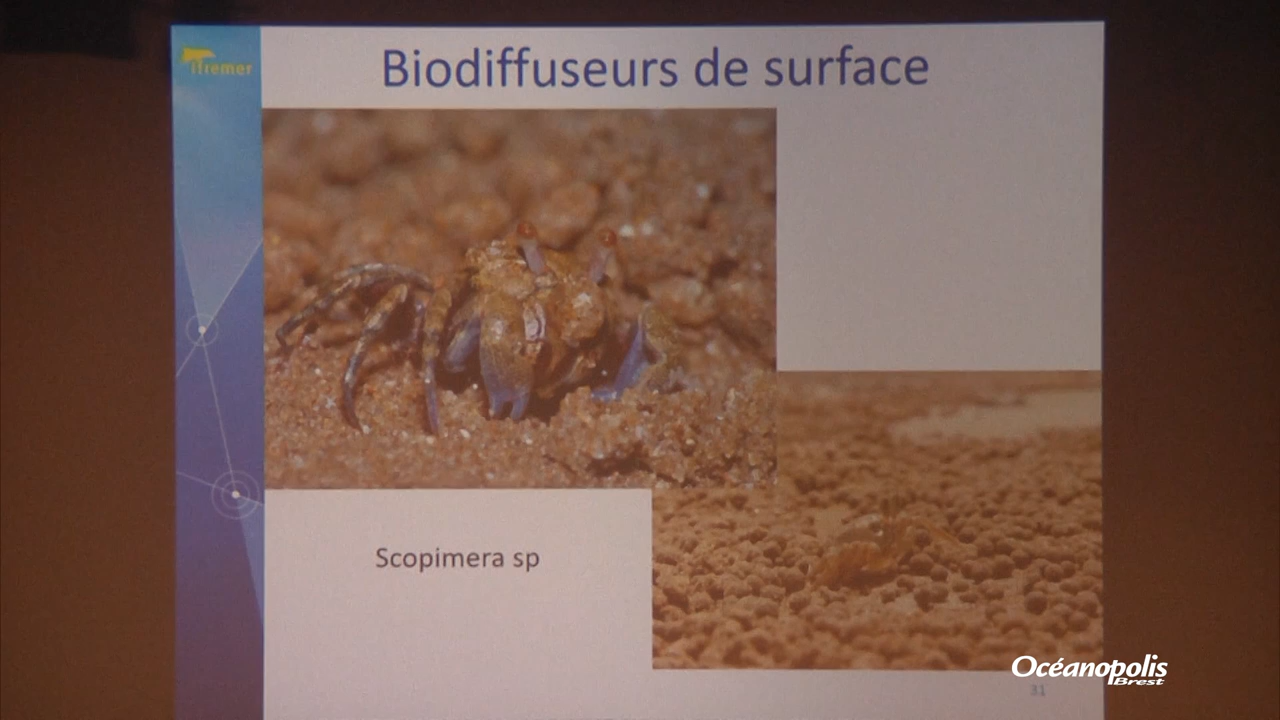 ifremer
Biodiffuseurs de surface
Scopimera sp
Océanopolis
Brest
31